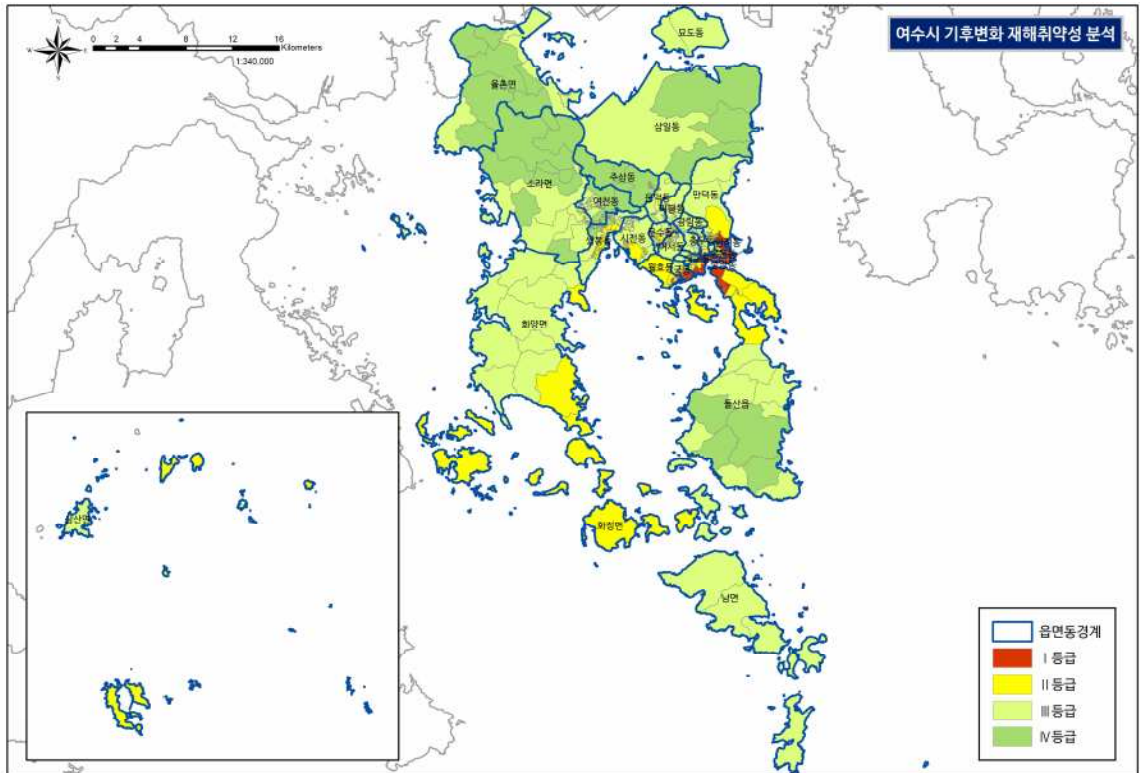 여수시 기후변화 재해취약성 분석
N
W
E
S
0 2 4 8 12 16
Kilometers
1:340,000
묘도동
율촌면
삼일동
소라면
주삼동
만덕동
여천동
시전동
월호동
화양면
돌산읍
화정면
남면
삼산면
읍면동경계
Ⅰ등급
Ⅱ등급
Ⅲ등급
Ⅳ등급